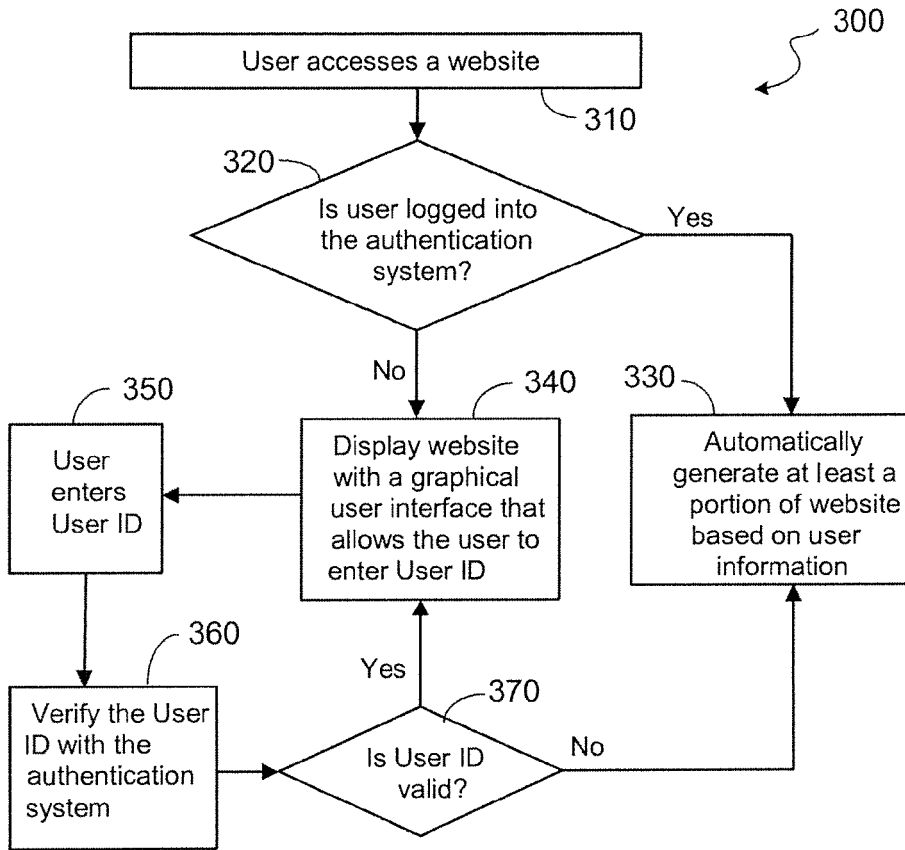 300
User accesses a website
310
320
Is user logged into
the authentication
system?
Yes
No
350
340
330
User
enters
User ID
Display website
with a graphical
user interface that
allows the user to
enter User ID
Automatically
generate at least a
portion of website
based on user
information
360
Yes
370
Verify the User
ID with the
authentication
system
Is User ID
valid?
No